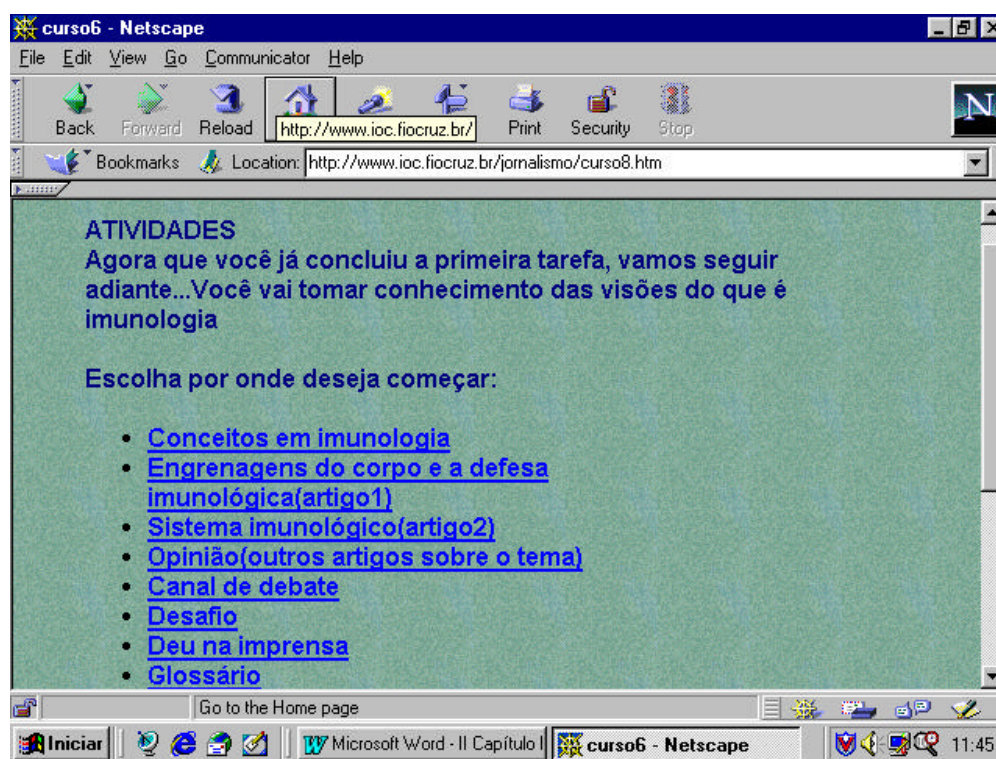 curso6 - Netscape
File Edit View Go Communicator Help
Back Forward Reload Print Security Stop
http://www.ioc.fiocruz.br/
N
Bookmarks Location: http://www.ioc.fiocruz.br/jornalismo/curso8.htm
ATIVIDADES
Agora que você já concluiu a primeira tarefa, vamos seguir
adiante...Você vai tomar conhecimento das visões do que é
imunologia
Escolha por onde deseja começar:
• Conceitos em imunologia
• Engrenagens do corpo e a defesa
imunológica(artigo1)
• Sistema imunológico(artigo2)
• Opinião(outros artigos sobre o tema)
• Canal de debate
• Desafio
• Deu na imprensa
• Glossário
Go to the Home page
Iniciar Microsoft Word - II Capítulo curso6 - Netscape 11:45